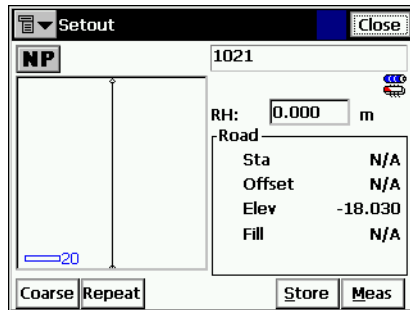 Setout
Close
NP
1021
RH: 0.000 m
Road
Sta N/A
Offset N/A
Elev -18.030
Fill N/A
20
Coarse Repeat Store Meas